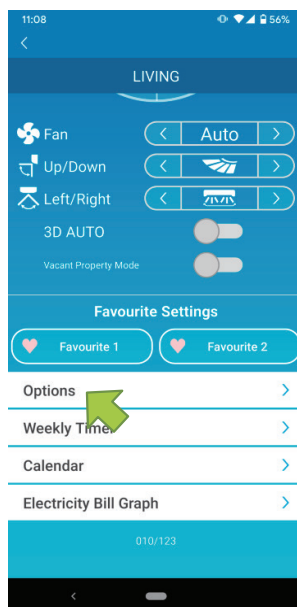 11:08 56%
LIVING
Fan Auto
Up/Down
Left/Right
3D AUTO
Vacant Property Mode
Favourite Settings
Favourite 1 Favourite 2
Options
Weekly Timer
Calendar
Electricity Bill Graph
010/123